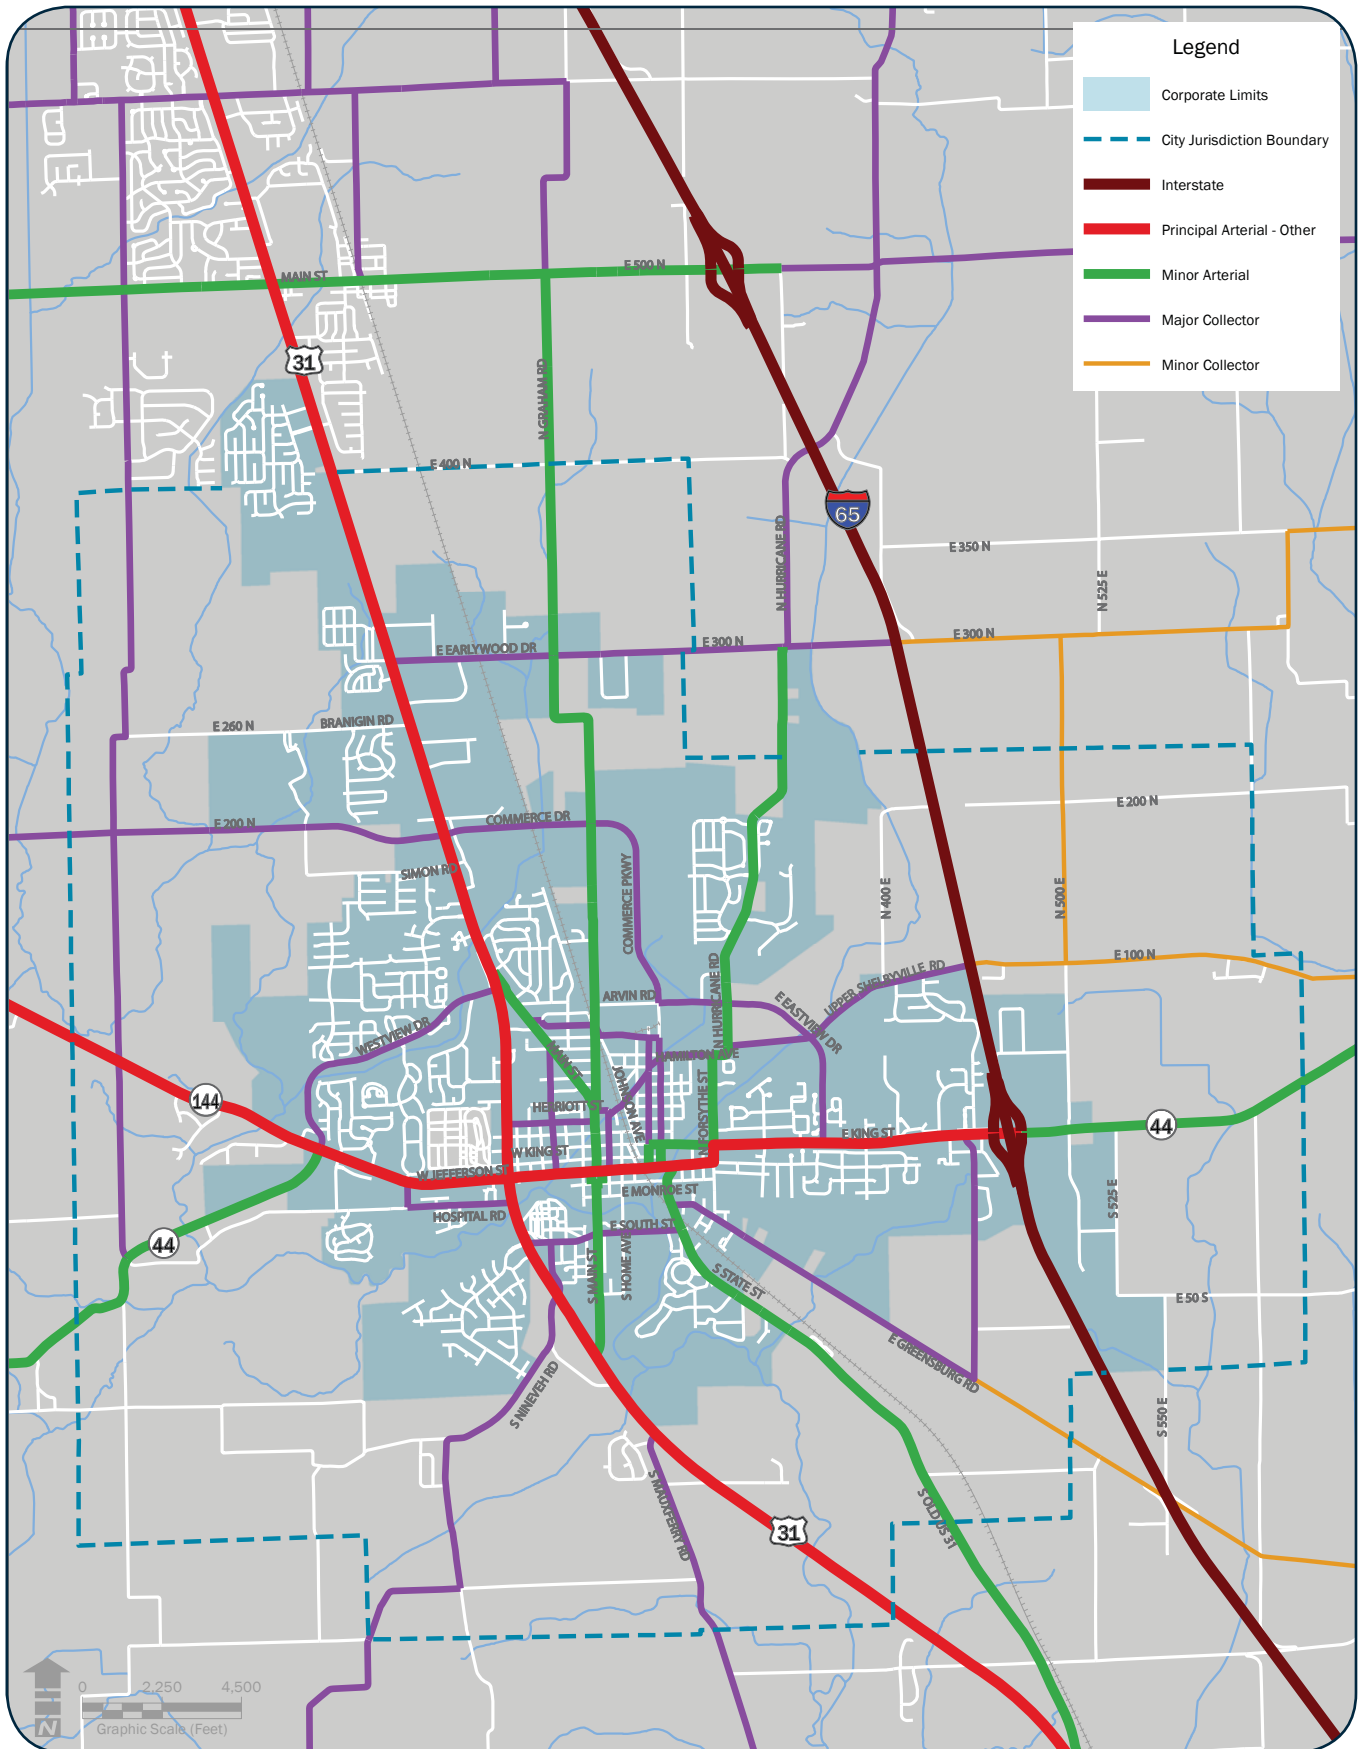 Legend
Corporate Limits
City Jurisdiction Boundary
Interstate
Principal Arterial - Other
Minor Arterial
Major Collector
Minor Collector
MAIN ST
E 500 N
31
N GRAHAM RD
E 400 N
65
N HURRICANE RD
E 350 N
N 525 E
E 300 N
E 300 N
E EARLYWOOD DR
E 260 N
BRANIGIN RD
E 200 N
E 200 N
COMMERCE DR
SIMON RD
COMMERCE PKWY
N 400 E
N 500 E
E 100 N
UPPER SHELBYVILLE RD
N HURRICANE RD
ARVIN RD
E EASTVIEW DR
WESTVIEW DR
MAIN ST
JOHNSON AVE
HERRIOTT ST
N FORSYTHE ST
144
44
E KING ST
W KING ST
W JEFFERSON ST
E MONROE ST
S 525 E
HOSPITAL RD
E SOUTH ST
44
S MAIN ST
S HOME AVE
S STATE ST
E 50 S
E GREENSBURG RD
S NINEVEH RD
S 550 E
S MAUXFERRY RD
S OLD US 31
31
0 2,250 4,500
Graphic Scale (Feet)
N